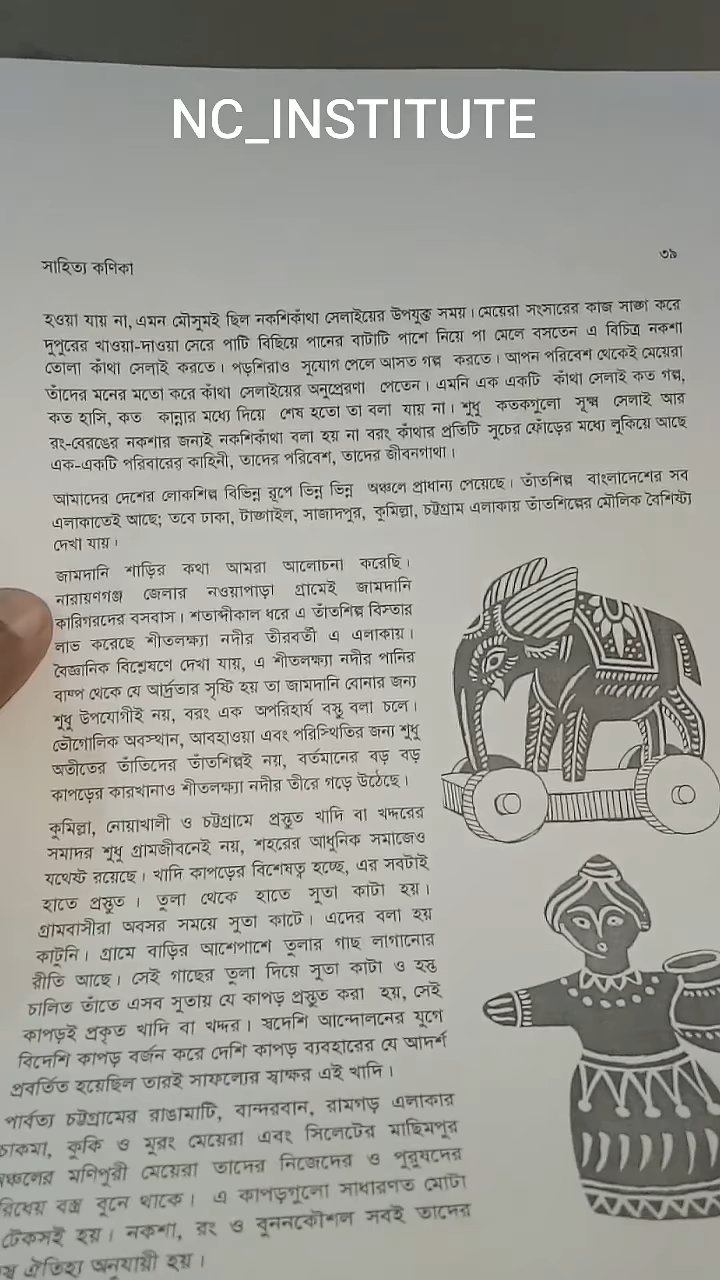 NC_INSTITUTE
সাহিত্য কণিকা
৩৯
হওয়া যায় না, এমন মৌসুমই ছিল নকশিকাঁথা সেলাইয়ের উপযুক্ত সময়। মেয়েরা সংসারের কাজ সাঙ্গ করে
দুপুরের খাওয়া-দাওয়া সেরে পাটি বিছিয়ে পানের বাটাটি পাশে নিয়ে পা মেলে বসতেন এ বিচিত্র নকশা
তোলা কাঁথা সেলাই করতে। পড়শিরাও সুযোগ পেলে আসত গল্প করতে। আপন পরিবেশ থেকেই মেয়েরা
তাঁদের মনের মতো করে কাঁথা সেলাইয়ের অনুপ্রেরণা পেতেন। এমনি এক একটি কাঁথা সেলাই কত গল্প,
কত হাসি, কত কান্নার মধ্যে দিয়ে শেষ হতো তা বলা যায় না। শুধু কতকগুলো সূক্ষ্ম সেলাই আর
রং-বেরঙের নকশার জন্যই নকশিকাঁথা বলা হয় না বরং কাঁথার প্রতিটি সুচের ফোঁড়ের মধ্যে লুকিয়ে আছে
এক-একটি পরিবারের কাহিনী, তাদের পরিবেশ, তাদের জীবনগাথা।
আমাদের দেশের লোকশিল্প বিভিন্ন রূপে ভিন্ন ভিন্ন অঞ্চলে প্রাধান্য পেয়েছে। তাঁতশিল্প বাংলাদেশের সব
এলাকাতেই আছে; তবে ঢাকা, টাঙ্গাইল, সাজাদপুর, কুমিল্লা, চট্টগ্রাম এলাকায় তাঁতশিল্পের মৌলিক বৈশিষ্ট্য
দেখা যায়।
জামদানি শাড়ির কথা আমরা আলোচনা করেছি।
নারায়ণগঞ্জ জেলার নওয়াপাড়া গ্রামেই জামদানি
কারিগরদের বসবাস। শতাব্দীকাল ধরে এ তাঁতশিল্প বিস্তার
লাভ করেছে শীতলক্ষ্যা নদীর তীরবর্তী এ এলাকায়।
বৈজ্ঞানিক বিশ্লেষণে দেখা যায়, এ শীতলক্ষ্যা নদীর পানির
বাষ্প থেকে যে আর্দ্রতার সৃষ্টি হয় তা জামদানি বোনার জন্য
শুধু উপযোগীই নয়, বরং এক অপরিহার্য বস্তু বলা চলে।
ভৌগোলিক অবস্থান, আবহাওয়া এবং পরিস্থিতির জন্য শুধু
অতীতের তাঁতিদের তাঁতশিল্পই নয়, বর্তমানের বড় বড়
কাপড়ের কারখানাও শীতলক্ষ্যা নদীর তীরে গড়ে উঠেছে।
কুমিল্লা, নোয়াখালী ও চট্টগ্রামে প্রস্তুত খাদি বা খদ্দরের
সমাদর শুধু গ্রামজীবনেই নয়, শহরের আধুনিক সমাজেও
যথেষ্ট রয়েছে। খাদি কাপড়ের বিশেষত্ব হচ্ছে, এর সবটাই
হাতে প্রস্তুত। তুলা থেকে হাতে সুতা কাটা হয়।
গ্রামবাসীরা অবসর সময়ে সুতা কাটে। এদের বলা হয়
কাটুনি। গ্রামে বাড়ির আশেপাশে তুলার গাছ লাগানোর
রীতি আছে। সেই গাছের তুলা দিয়ে সুতা কাটা ও হস্ত
চালিত তাঁতে এসব সুতায় যে কাপড় প্রস্তুত করা হয়, সেই
কাপড়ই প্রকৃত খাদি বা খদ্দর। স্বদেশি আন্দোলনের যুগে
বিদেশি কাপড় বর্জন করে দেশি কাপড় ব্যবহারের যে আদর্শ
প্রবর্তিত হয়েছিল তারই সাফল্যের স্বাক্ষর এই খাদি।
পার্বত্য চট্টগ্রামের রাঙামাটি, বান্দরবান, রামগড় এলাকার
চাকমা, কুকি ও মুরং মেয়েরা এবং সিলেটের মাছিমপুর
ঞ্চলের মণিপুরী মেয়েরা তাদের নিজেদের ও পুরুষদের
রিধেয় বস্ত্র বুনে থাকে। এ কাপড়গুলো সাধারণত মোটা
টেকসই হয়। নকশা, রং ও বুননকৌশল সবই তাদের
ঐতিহ্য অনুযায়ী হয়।